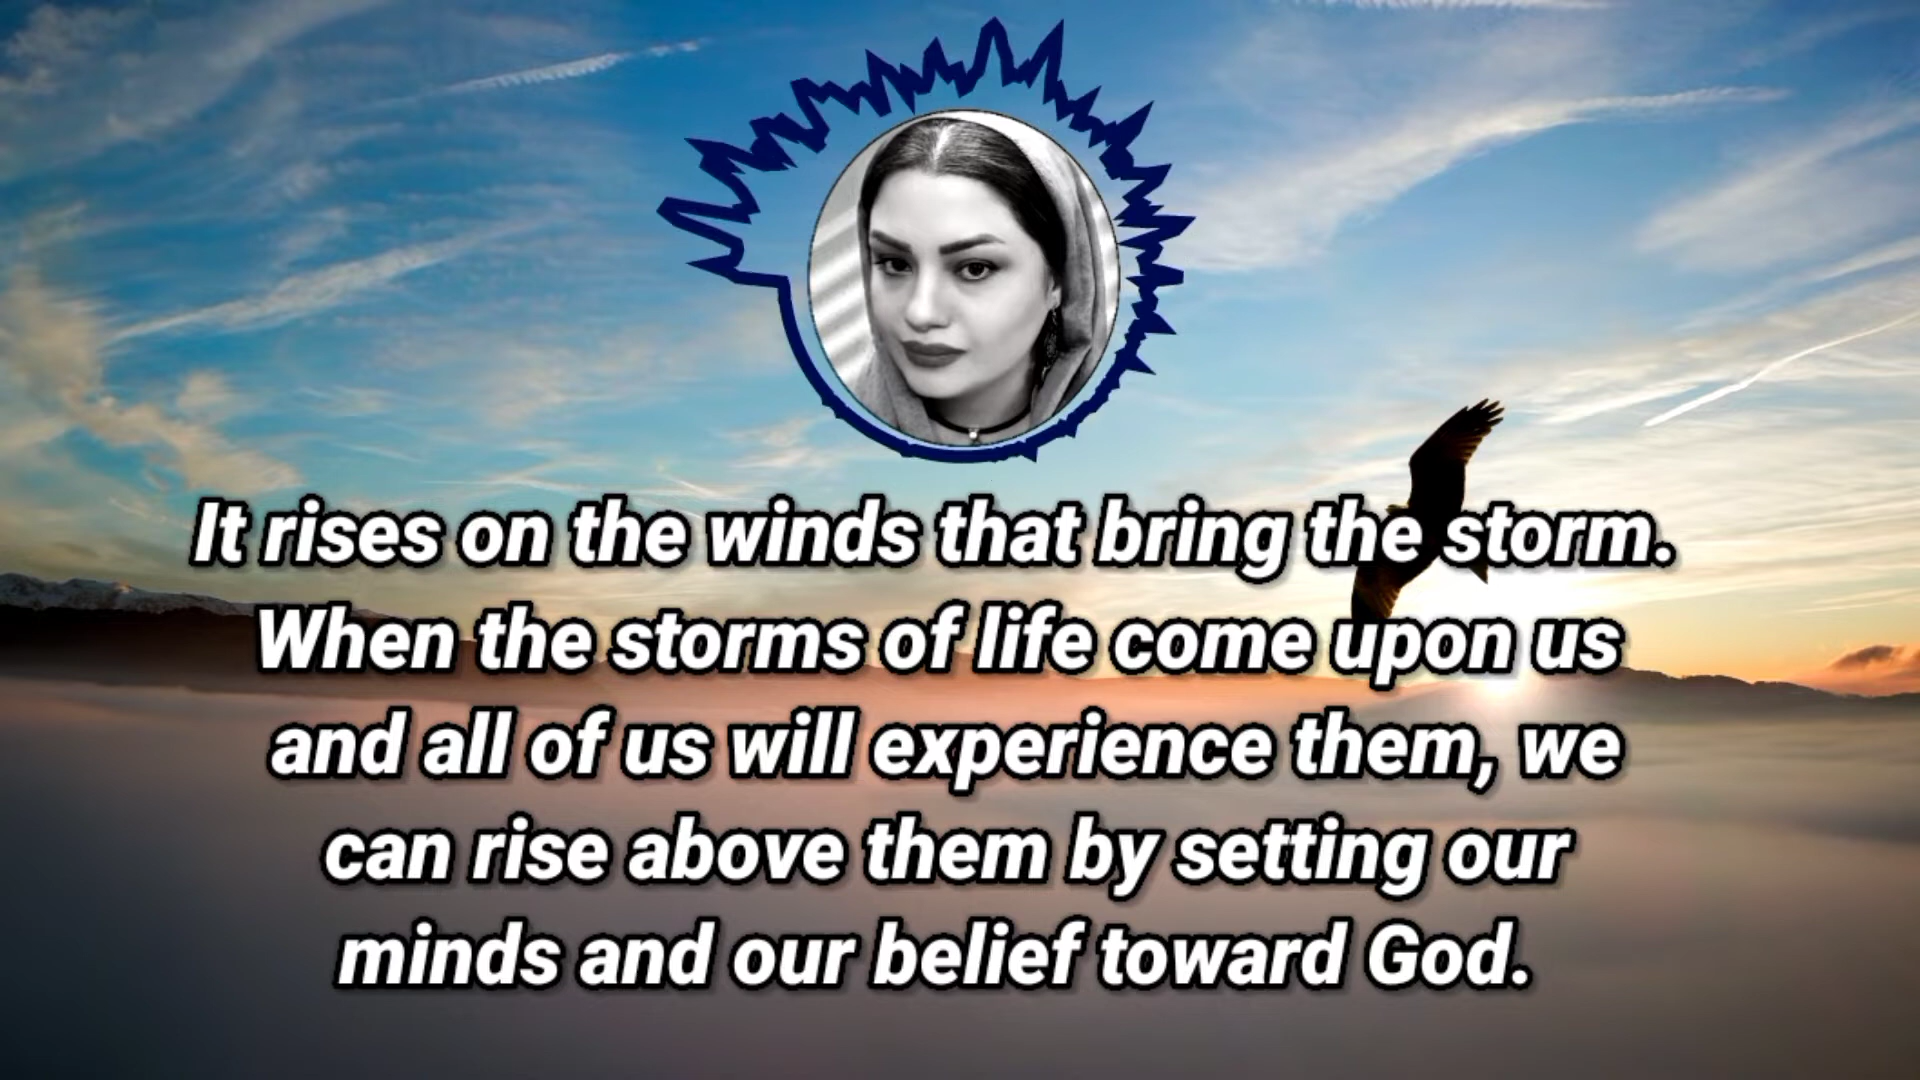 It rises on the winds that bring the storm.
When the storms of life come upon us
and all of us will experience them, we
can rise above them by setting our
minds and our belief toward God.